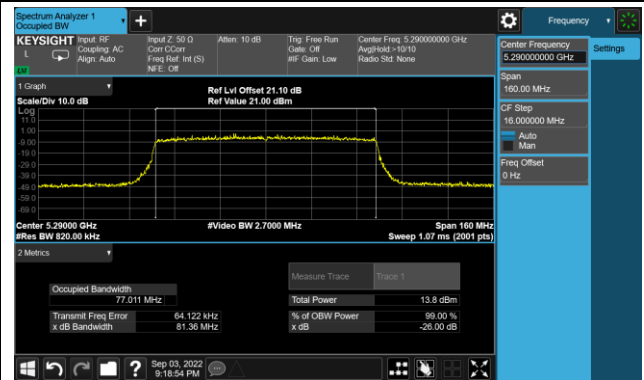 Spectrum Analyzer 1
Occupied BW
Frequency
KEYSIGHT
L
LXI
Input: RF
Coupling: AC
Align: Auto
Input Z: 50 Ω
Corr CCorr
Freq Ref: Int (S)
NFE: Off
Atten: 10 dB
Trig: Free Run
Gate: Off
#IF Gain: Low
Center Freq: 5.290000000 GHz
Avg|Hold:>10/10
Radio Std: None
Center Frequency
5.290000000 GHz
Settings
Span
160.00 MHz
CF Step
16.000000 MHz
Auto
Man
Freq Offset
0 Hz
1 Graph
Scale/Div 10.0 dB
Ref Lvl Offset 21.10 dB
Ref Value 21.00 dBm
Log
11.0
1.00
-9.00
-19.0
-29.0
-39.0
-49.0
-59.0
-69.0
Center 5.29000 GHz
#Res BW 820.00 kHz
#Video BW 2.7000 MHz
Span 160 MHz
Sweep 1.07 ms (2001 pts)
2 Metrics
Measure Trace
Trace 1
Occupied Bandwidth
77.011 MHz
Total Power
13.8 dBm
Transmit Freq Error
64.122 kHz
% of OBW Power
99.00 %
x dB Bandwidth
81.36 MHz
x dB
-26.00 dB
?
Sep 03, 2022
9:18:54 PM